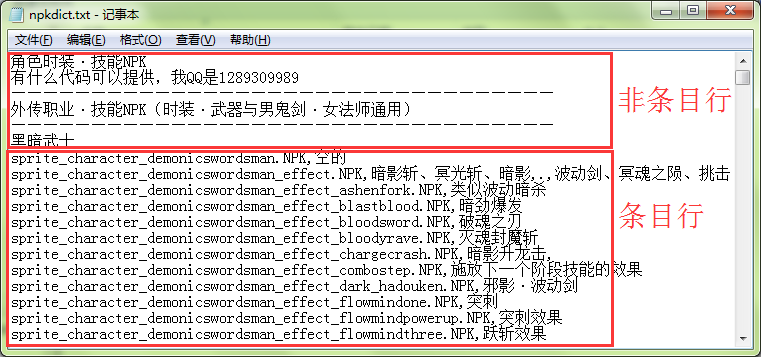 npkdict.txt - 记事本
文件(F) 编辑(E) 格式(O) 查看(V) 帮助(H)
角色时装·技能NPK
有什么代码可以提供，我QQ是1289309989
－－－－－－－－－－－－－－－－－－－－－－－－－－－－－－－－－－
外传职业·技能NPK（时装·武器与男鬼剑·女法师通用）
－－－－－－－－－－－－－－－－－－－－－－－－－－－－－－－－－－
黑暗武士
非条目行
sprite_character_demonicswordsman.NPK,空的
sprite_character_demonicswordsman_effect.NPK,暗影斩、冥光斩、暗影,.,波动剑、冥魂之陨、挑击
sprite_character_demonicswordsman_effect_ashenfork.NPK,类似波动暗杀
sprite_character_demonicswordsman_effect_blastblood.NPK,暗劲爆发
sprite_character_demonicswordsman_effect_bloodsword.NPK,破魂之刃
sprite_character_demonicswordsman_effect_bloodyrave.NPK,灭魂封魔斩
条目行
sprite_character_demonicswordsman_effect_chargecrash.NPK,暗影升龙击,
sprite_character_demonicswordsman_effect_combostep.NPK,施放下一个阶段技能的效果
sprite_character_demonicswordsman_effect_dark_hadouken.NPK,邪影·波动剑
sprite_character_demonicswordsman_effect_flowmindone.NPK,突刺
sprite_character_demonicswordsman_effect_flowmindpowerup.NPK,突刺效果
sprite_character_demonicswordsman_effect_flowmindthree.NPK,跃斩效果